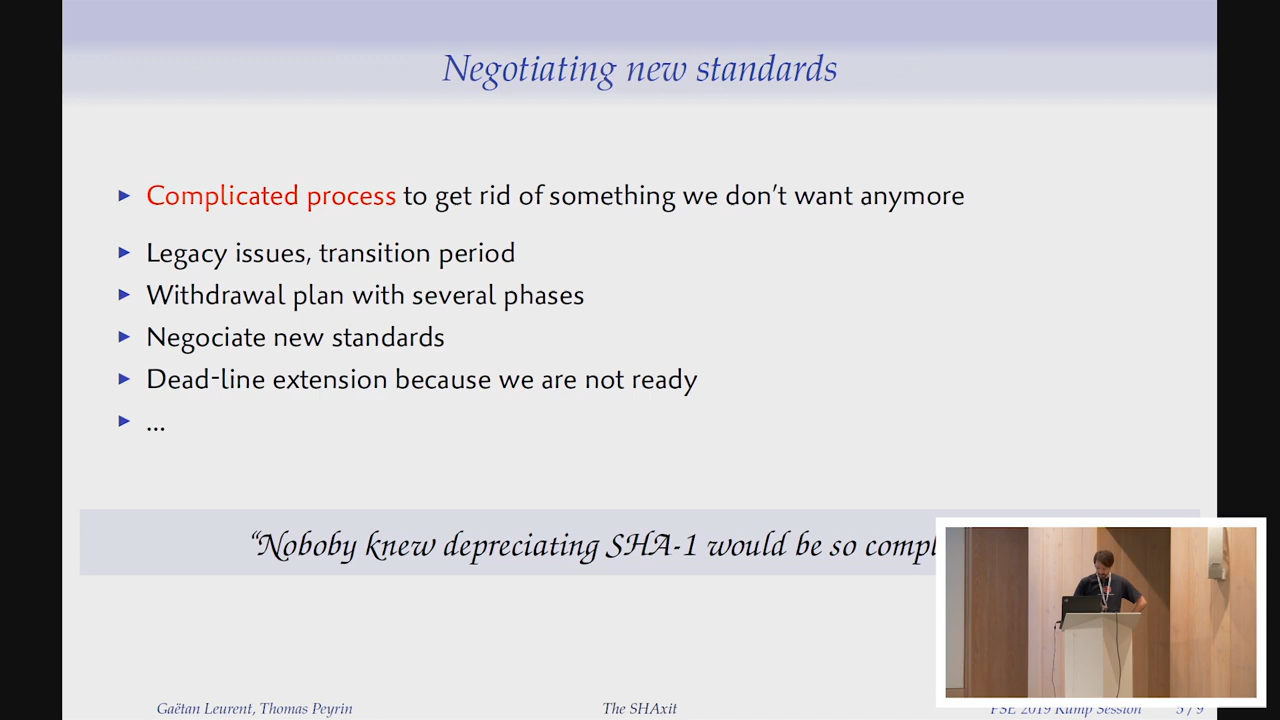 Negotiating new standards
Complicated process to get rid of something we don't want anymore
Legacy issues, transition period
Withdrawal plan with several phases
Negociate new standards
Dead-line extension because we are not ready
...
“Noboby knew depreciating SHA-1 would be so compl
Gaëtan Leurent, Thomas Peyrin
The SHAxit
FSE 2019 Rump Session
5 / 9